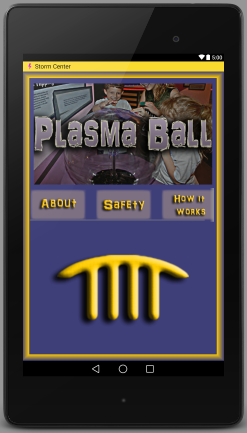 5:00
Storm Center
Plasma Ball
About
Safety
How it
works